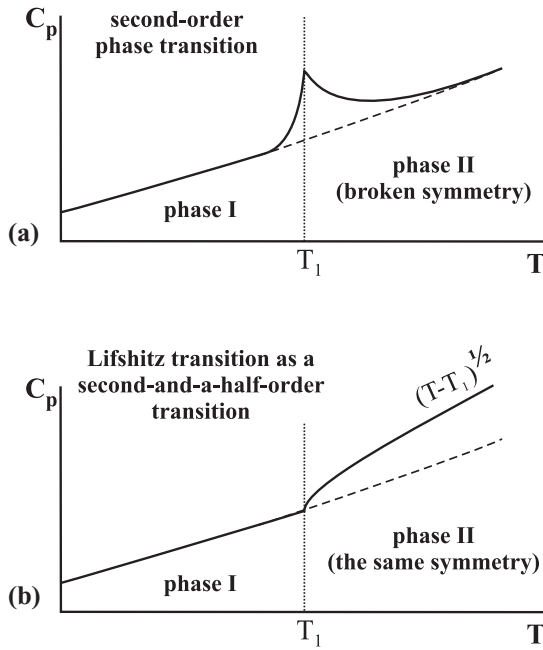 C_p
second-order
phase transition
phase II
(broken symmetry)
phase I
(a)
T_1
T
Lifshitz transition as a
second-and-a-half-order
transition
C_p
(T-T_1)^½
phase II
(the same symmetry)
phase I
(b)
T_1
T